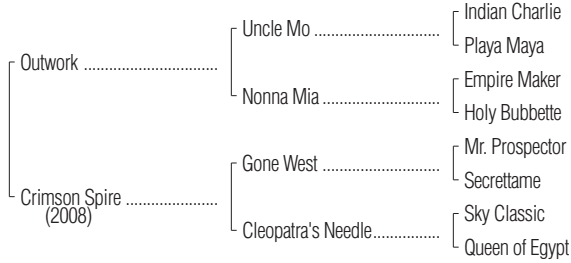 Indian Charlie
Uncle Mo ..............................
Playa Maya
Outwork ................................
Empire Maker
Nonna Mia ............................
Holy Bubbette
Mr. Prospector
Gone West ............................
Secrettame
Crimson Spire ......................
(2008)
Sky Classic
Cleopatra's Needle.................
Queen of Egypt